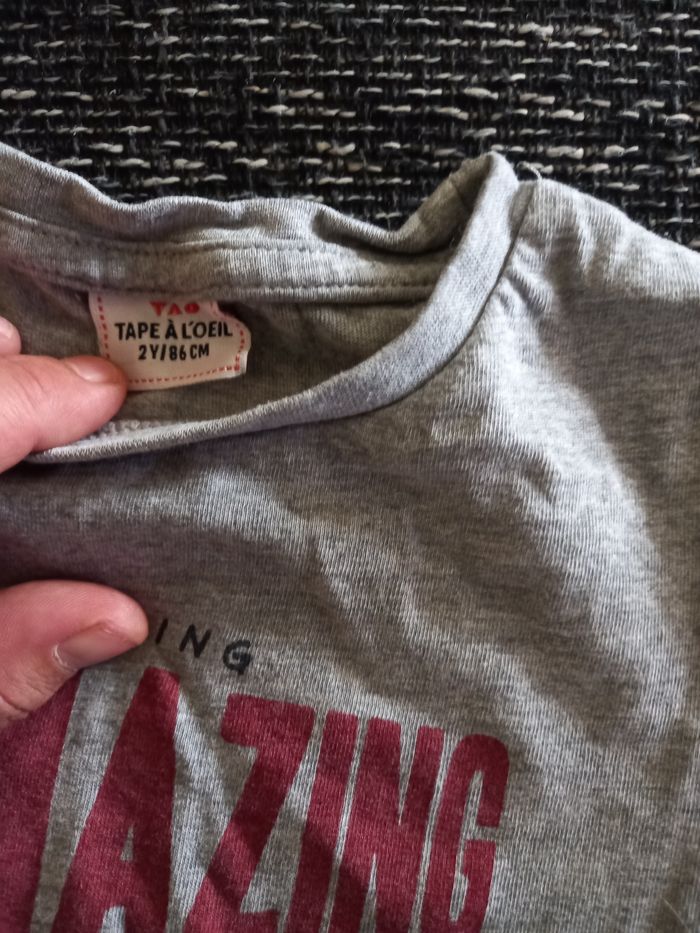 TAO
TAPE À L'OEIL
2Y/86CM
ING
AZING